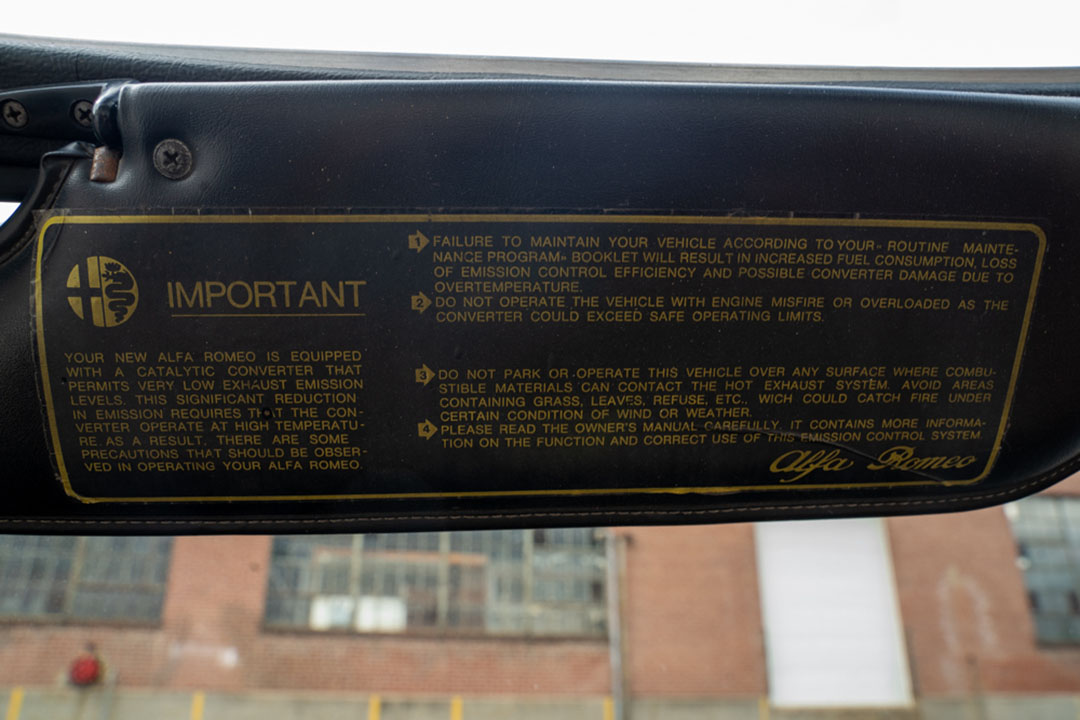 IMPORTANT
YOUR NEW ALFA ROMEO IS EQUIPPED
WITH A CATALYTIC CONVERTER THAT
PERMITS VERY LOW EXHAUST EMISSION
LEVELS. THIS SIGNIFICANT REDUCTION
IN EMISSION REQUIRES THAT THE CON-
VERTER OPERATE AT HIGH TEMPERATU-
RE. AS A RESULT, THERE ARE SOME
PRECAUTIONS THAT SHOULD BE OBSER-
VED IN OPERATING YOUR ALFA ROMEO.
1 FAILURE TO MAINTAIN YOUR VEHICLE ACCORDING TO YOUR « ROUTINE MAINTE-
NANCE PROGRAM» BOOKLET WILL RESULT IN INCREASED FUEL CONSUMPTION, LOSS
OF EMISSION CONTROL EFFICIENCY AND POSSIBLE CONVERTER DAMAGE DUE TO
OVERTEMPERATURE.
2 DO NOT OPERATE THE VEHICLE WITH ENGINE MISFIRE OR OVERLOADED AS THE
CONVERTER COULD EXCEED SAFE OPERATING LIMITS.
3 DO NOT PARK OR OPERATE THIS VEHICLE OVER ANY SURFACE WHERE COMBU-
STIBLE MATERIALS CAN CONTACT THE HOT EXHAUST SYSTEM. AVOID AREAS
CONTAINING GRASS, LEAVES, REFUSE, ETC., WICH COULD CATCH FIRE UNDER
CERTAIN CONDITION OF WIND OR WEATHER.
4 PLEASE READ THE OWNER'S MANUAL CAREFULLY. IT CONTAINS MORE INFORMA-
TION ON THE FUNCTION AND CORRECT USE OF THIS EMISSION CONTROL SYSTEM
Alfa Romeo